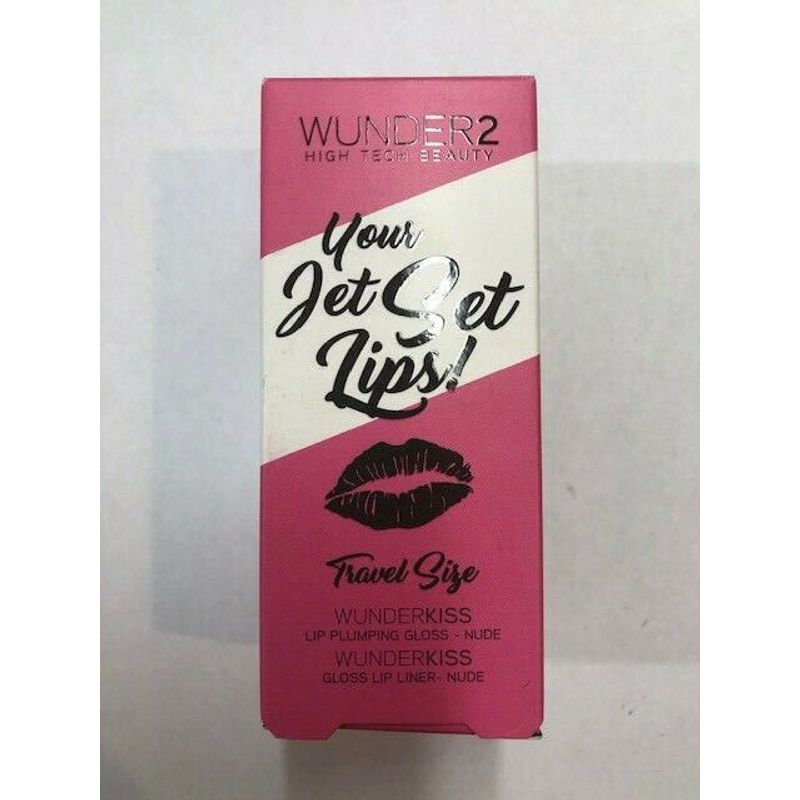 WUNDER2
HIGH TECH BEAUTY
Your
Jet Set
Lips!
Travel Size
WUNDERKISS
LIP PLUMPING GLOSS - NUDE
WUNDERKISS
GLOSS LIP LINER- NUDE